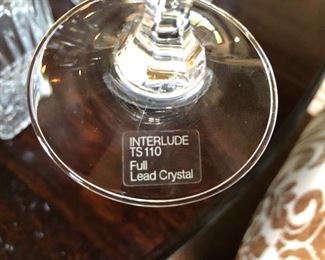 INTERLUDE
TS110
Full
Lead Crystal